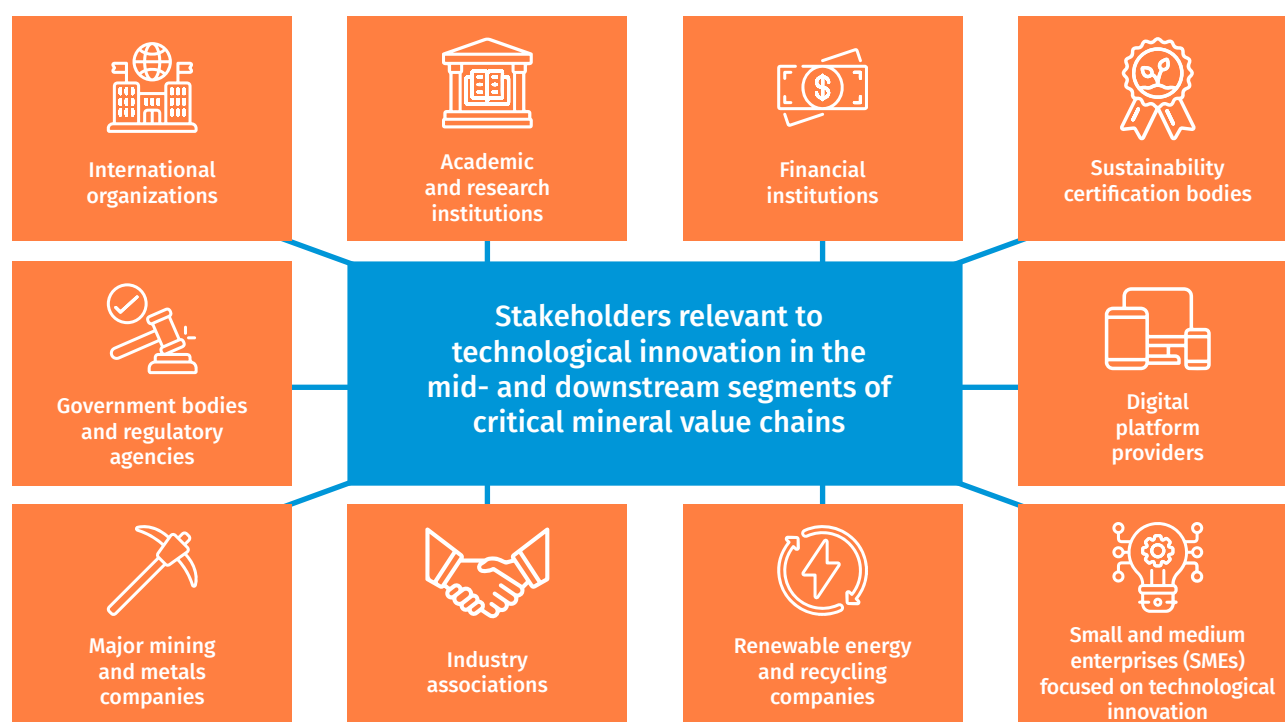 International
organizations
Academic
and research
institutions
Financial
institutions
Sustainability
certification bodies
Government bodies
and regulatory
agencies
Stakeholders relevant to
technological innovation in the
mid- and downstream segments of
critical mineral value chains
Digital
platform
providers
Major mining
and metals
companies
Industry
associations
Renewable energy
and recycling
companies
Small and medium
enterprises (SMEs)
focused on technological
innovation